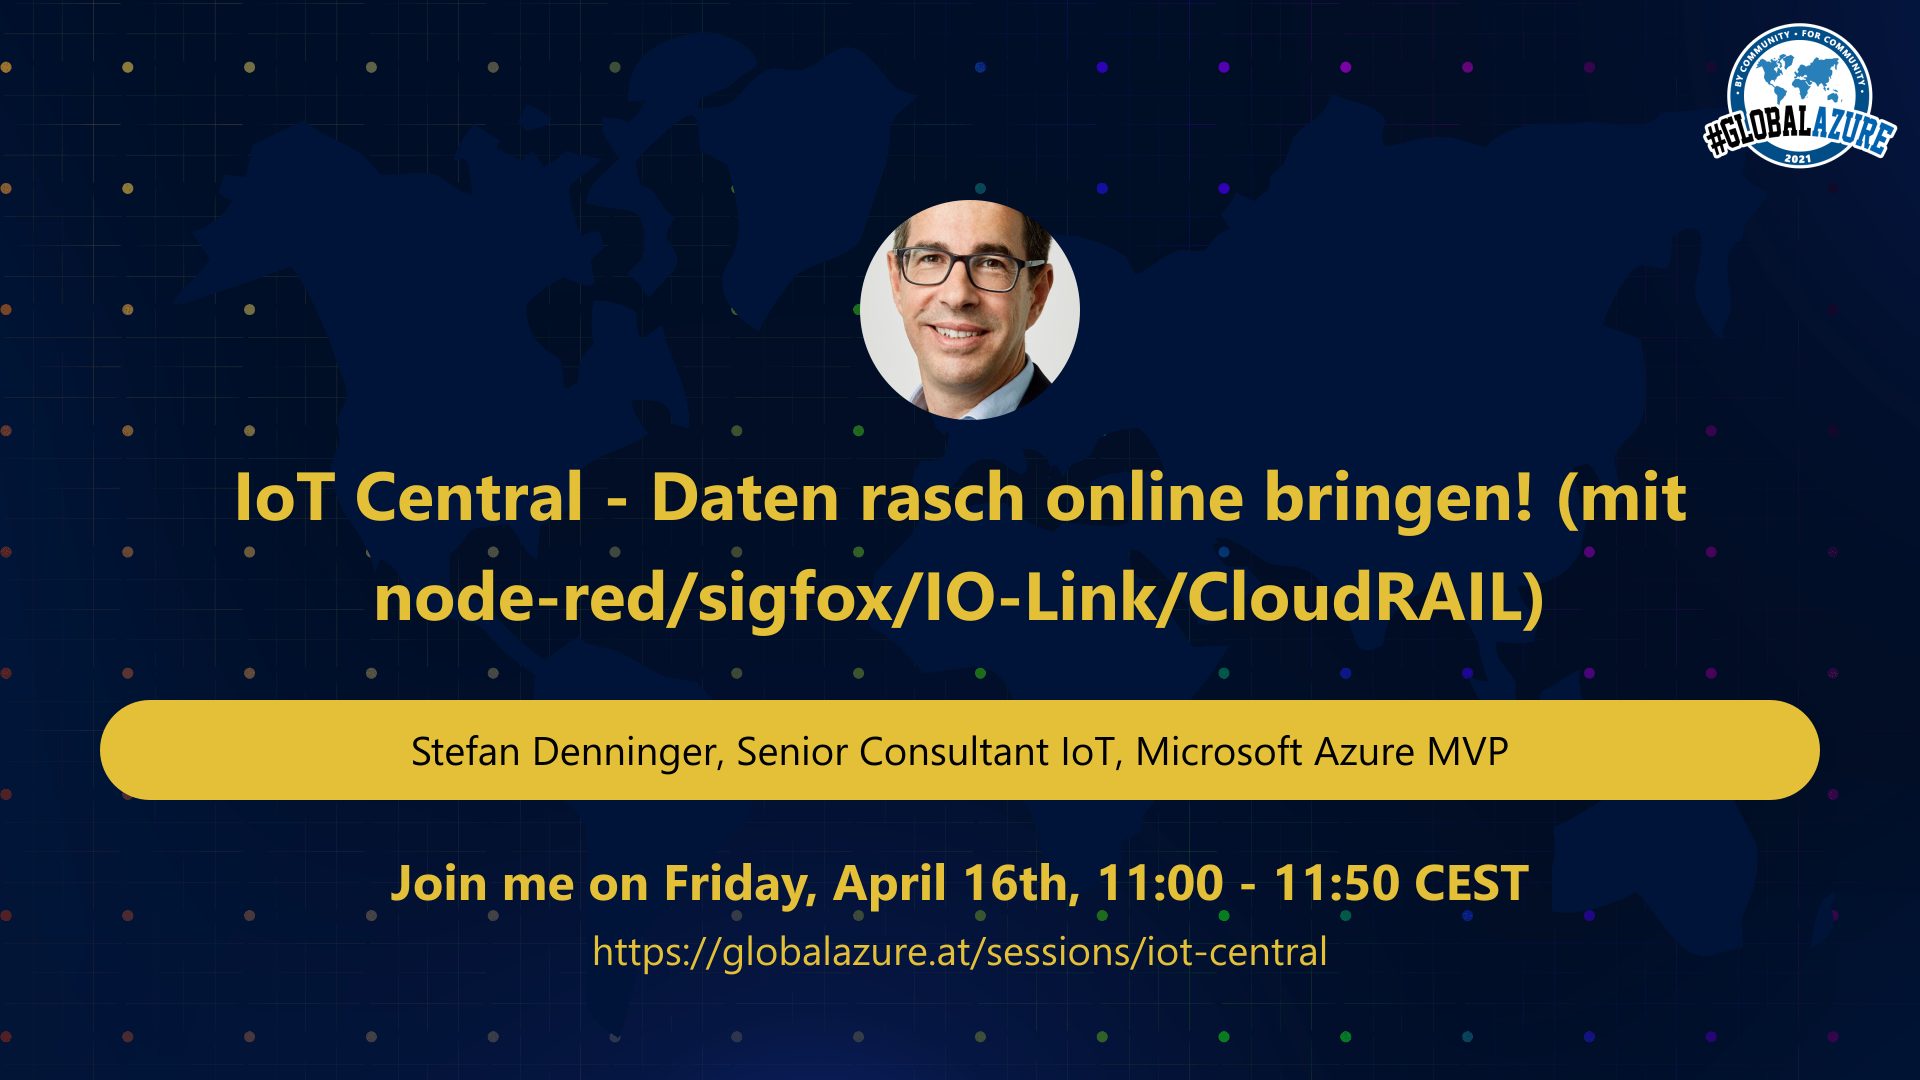 • BY COMMUNITY • FOR COMMUNITY •
#GLOBALAZURE
2021
IoT Central - Daten rasch online bringen! (mit
node-red/sigfox/IO-Link/CloudRAIL)
Stefan Denninger, Senior Consultant IoT, Microsoft Azure MVP
Join me on Friday, April 16th, 11:00 - 11:50 CEST
https://globalazure.at/sessions/iot-central